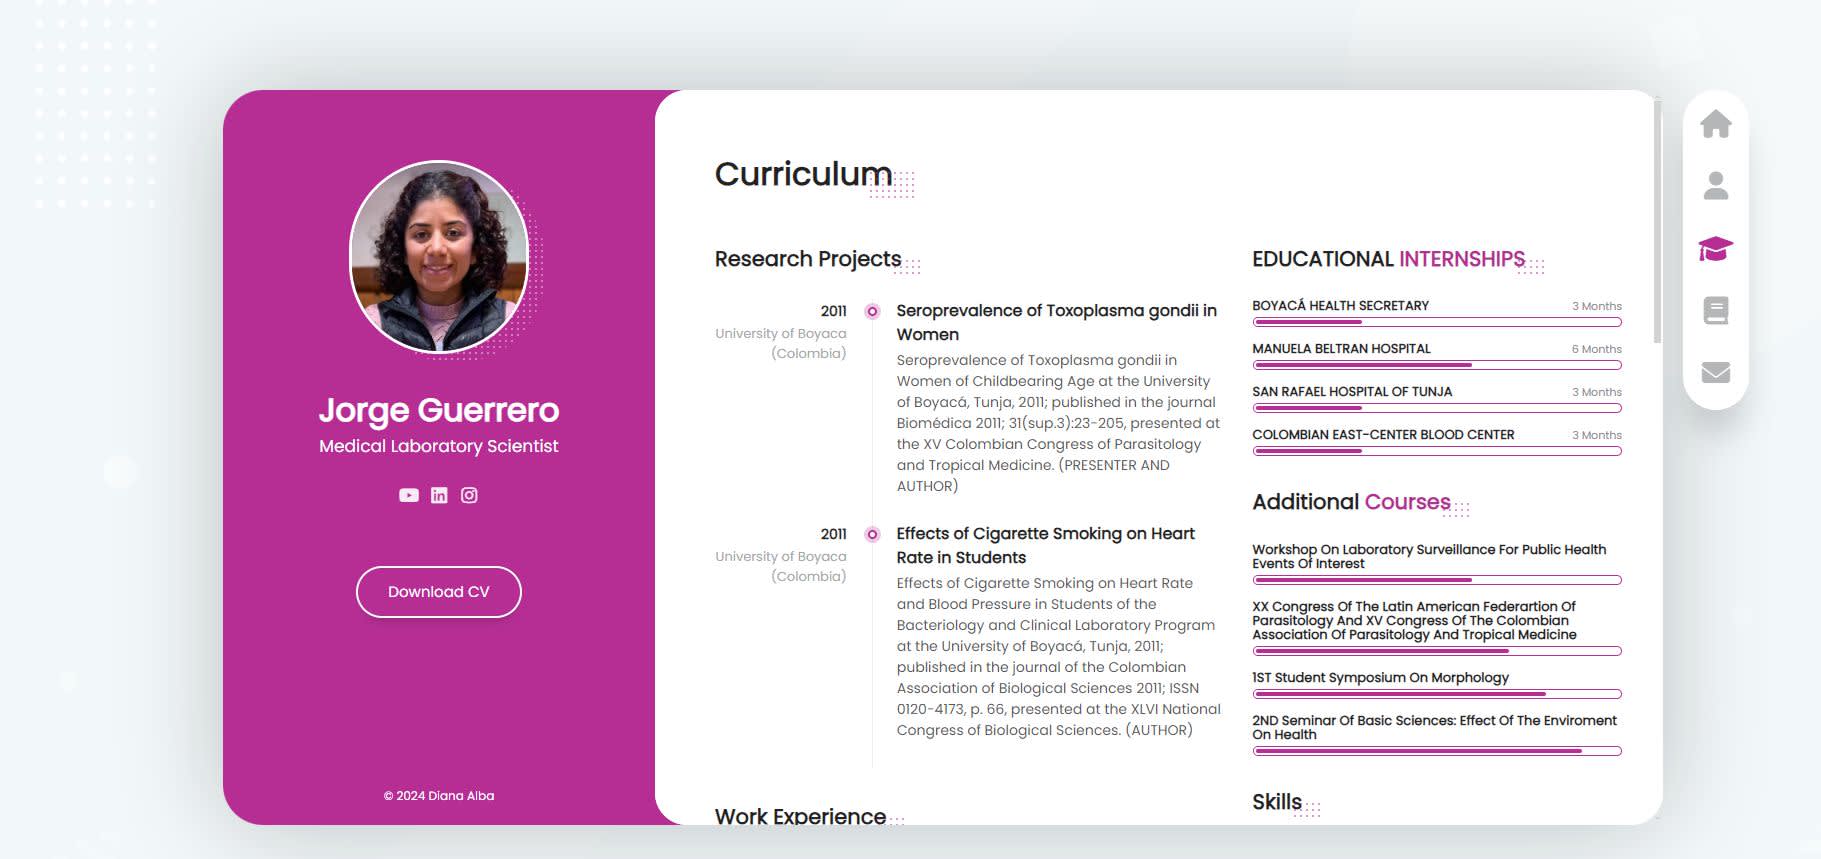 Jorge Guerrero
Medical Laboratory Scientist
Download CV
© 2024 Diana Alba
Curriculum
Research Projects
2011
University of Boyaca
(Colombia)
Seroprevalence of Toxoplasma gondii in
Women
Seroprevalence of Toxoplasma gondii in
Women of Childbearing Age at the University
of Boyacá, Tunja, 2011; published in the journal
Biomédica 2011; 31(sup.3):23-205, presented at
the XV Colombian Congress of Parasitology
and Tropical Medicine. (PRESENTER AND
AUTHOR)
2011
University of Boyaca
(Colombia)
Effects of Cigarette Smoking on Heart
Rate in Students
Effects of Cigarette Smoking on Heart Rate
and Blood Pressure in Students of the
Bacteriology and Clinical Laboratory Program
at the University of Boyacá, Tunja, 2011;
published in the journal of the Colombian
Association of Biological Sciences 2011; ISSN
0120-4173, p. 66, presented at the XLVI National
Congress of Biological Sciences. (AUTHOR)
Work Experience
EDUCATIONAL INTERNSHIPS
BOYACÁ HEALTH SECRETARY 3 Months
MANUELA BELTRAN HOSPITAL 6 Months
SAN RAFAEL HOSPITAL OF TUNJA 3 Months
COLOMBIAN EAST-CENTER BLOOD CENTER 3 Months
Additional Courses
Workshop On Laboratory Surveillance For Public Health
Events Of Interest
XX Congress Of The Latin American Federartion Of
Parasitology And XV Congress Of The Colombian
Association Of Parasitology And Tropical Medicine
1ST Student Symposium On Morphology
2ND Seminar Of Basic Sciences: Effect Of The Enviroment
On Health
Skills